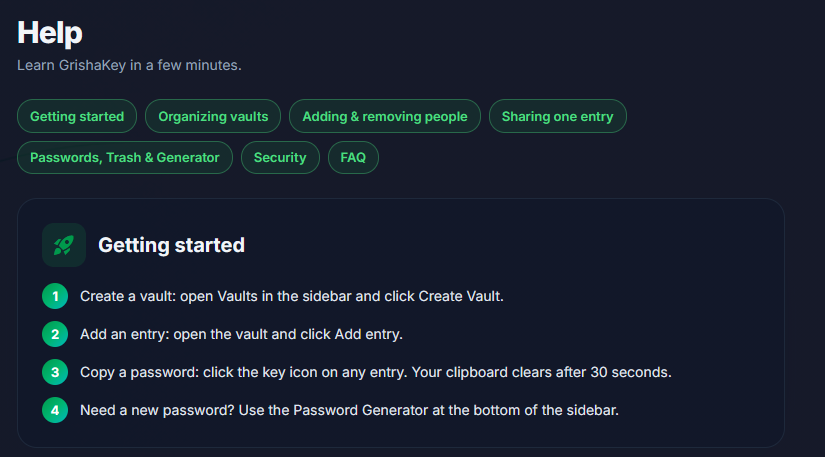 Help
Learn GrishaKey in a few minutes.
Getting started
Organizing vaults
Adding & removing people
Sharing one entry
Passwords, Trash & Generator
Security
FAQ
Getting started
1 Create a vault: open Vaults in the sidebar and click Create Vault.
2 Add an entry: open the vault and click Add entry.
3 Copy a password: click the key icon on any entry. Your clipboard clears after 30 seconds.
4 Need a new password? Use the Password Generator at the bottom of the sidebar.